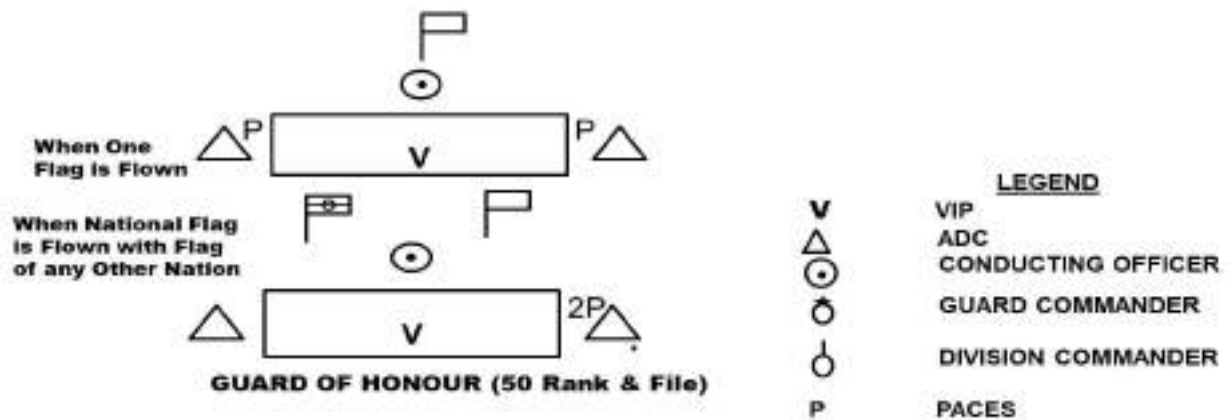 P P
When One
Flag is Flown
V
When National Flag
is Flown with Flag
of any Other Nation
2P
V
GUARD OF HONOUR (50 Rank & File)
LEGEND
V VIP
ADC
CONDUCTING OFFICER
GUARD COMMANDER
DIVISION COMMANDER
P PACES